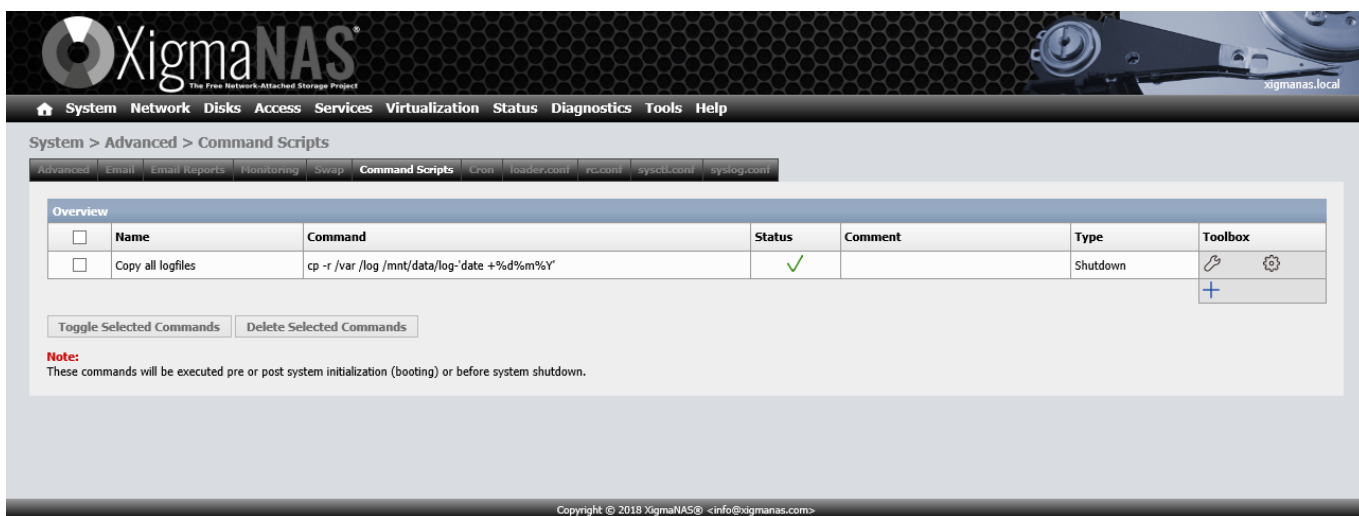 XigmaNAS®
The Free Network-Attached Storage Project
xigmanas.local
System Network Disks Access Services Virtualization Status Diagnostics Tools Help
System > Advanced > Command Scripts
Advanced Email Email Reports Monitoring Swap Command Scripts Cron loader.conf rc.conf sysctl.conf syslog.conf
Overview
Name Command Status Comment Type Toolbox
Copy all logfiles cp -r /var /log /mnt/data/log-'date +%d%m%Y' Shutdown
Toggle Selected Commands Delete Selected Commands
Note:
These commands will be executed pre or post system initialization (booting) or before system shutdown.
Copyright © 2018 XigmaNAS® <info@xigmanas.com>